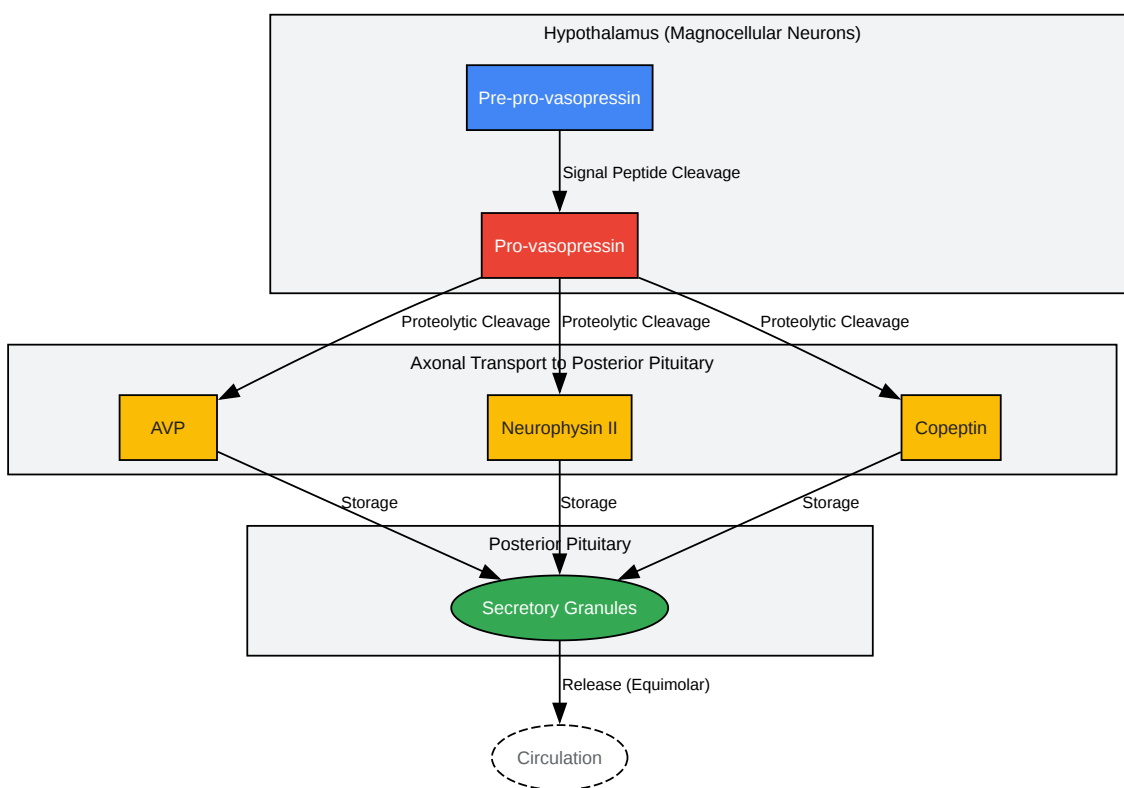 Hypothalamus (Magnocellular Neurons)
Pre-pro-vasopressin
Signal Peptide Cleavage
Pro-vasopressin
Proteolytic Cleavage
Proteolytic Cleavage
Proteolytic Cleavage
Axonal Transport to Posterior Pituitary
AVP
Neurophysin II
Copeptin
Storage
Storage
Storage
Posterior Pituitary
Secretory Granules
Release (Equimolar)
Circulation